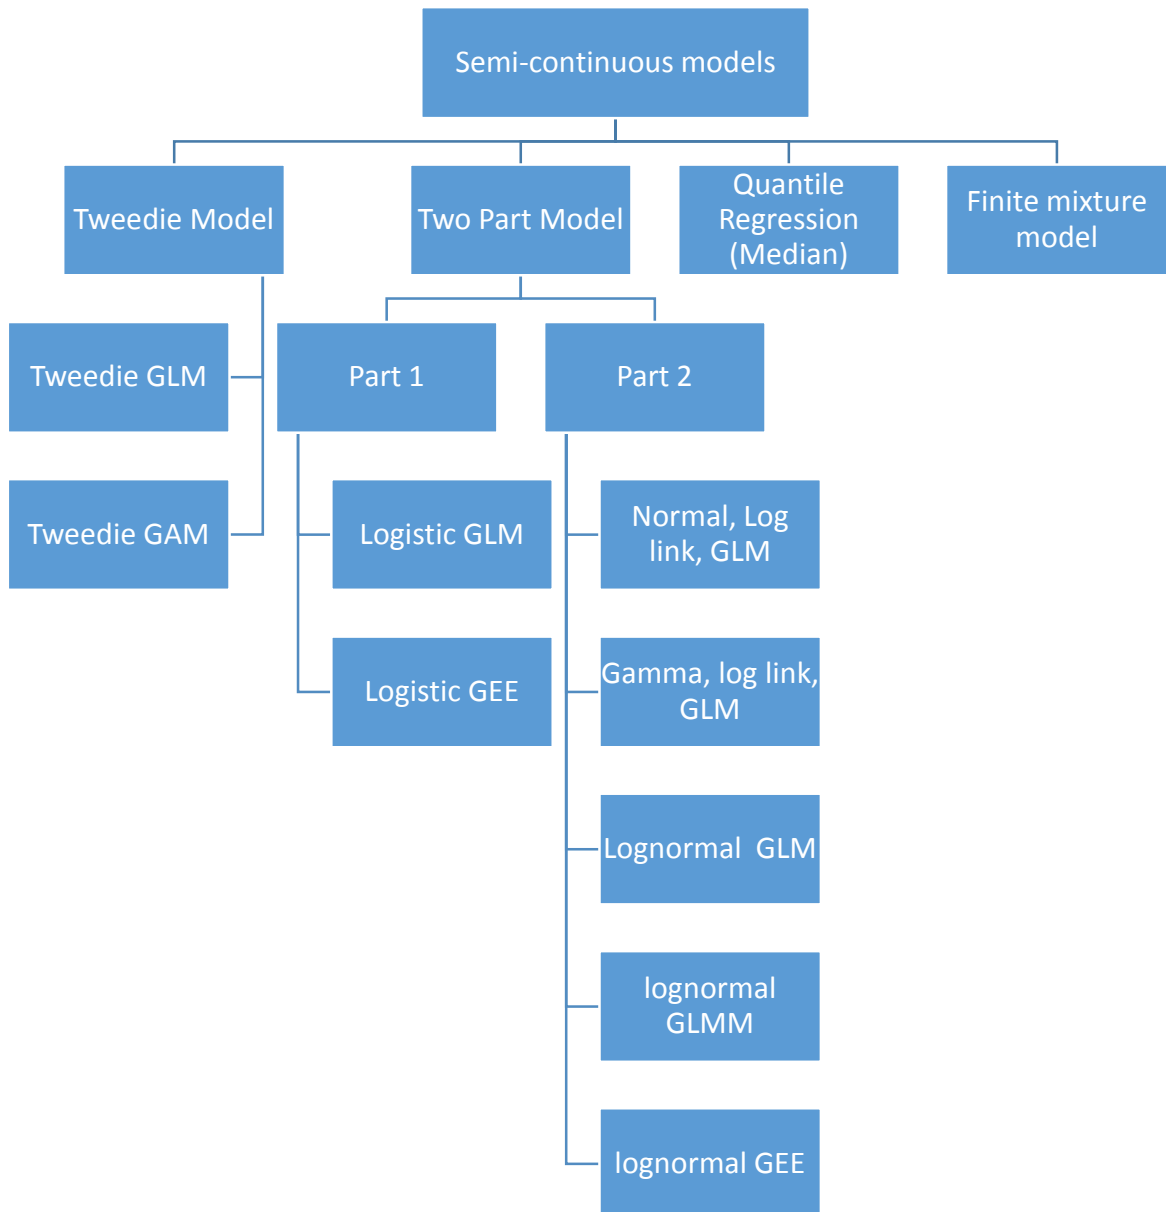 Semi-continuous models
Tweedie Model
Two Part Model
Quantile
Regression
(Median)
Finite mixture
model
Tweedie GLM
Part 1
Part 2
Tweedie GAM
Logistic GLM
Normal, Log
link, GLM
Logistic GEE
Gamma, log link,
GLM
Lognormal  GLM
lognormal
GLMM
lognormal GEE